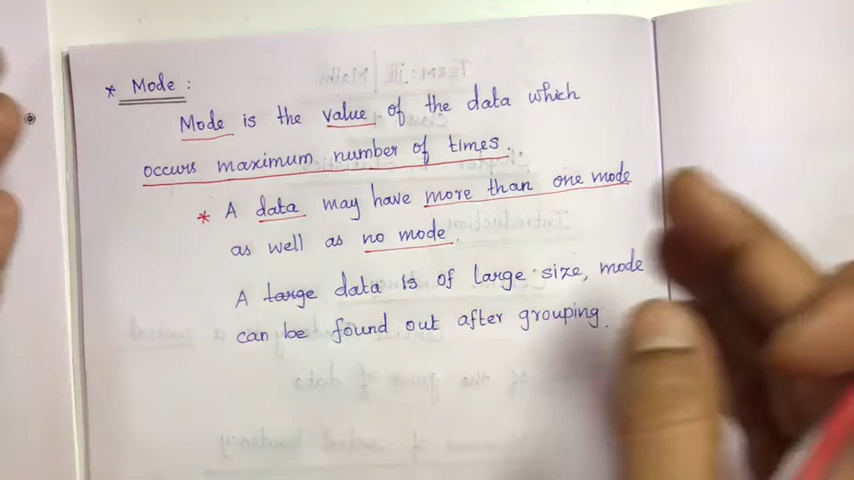 * Mode :
Mode is the value of the data which
occurs maximum number of times.
* A data may have more than one mode
as well as no mode.
A large data is of large size, mode
can be found out after grouping.